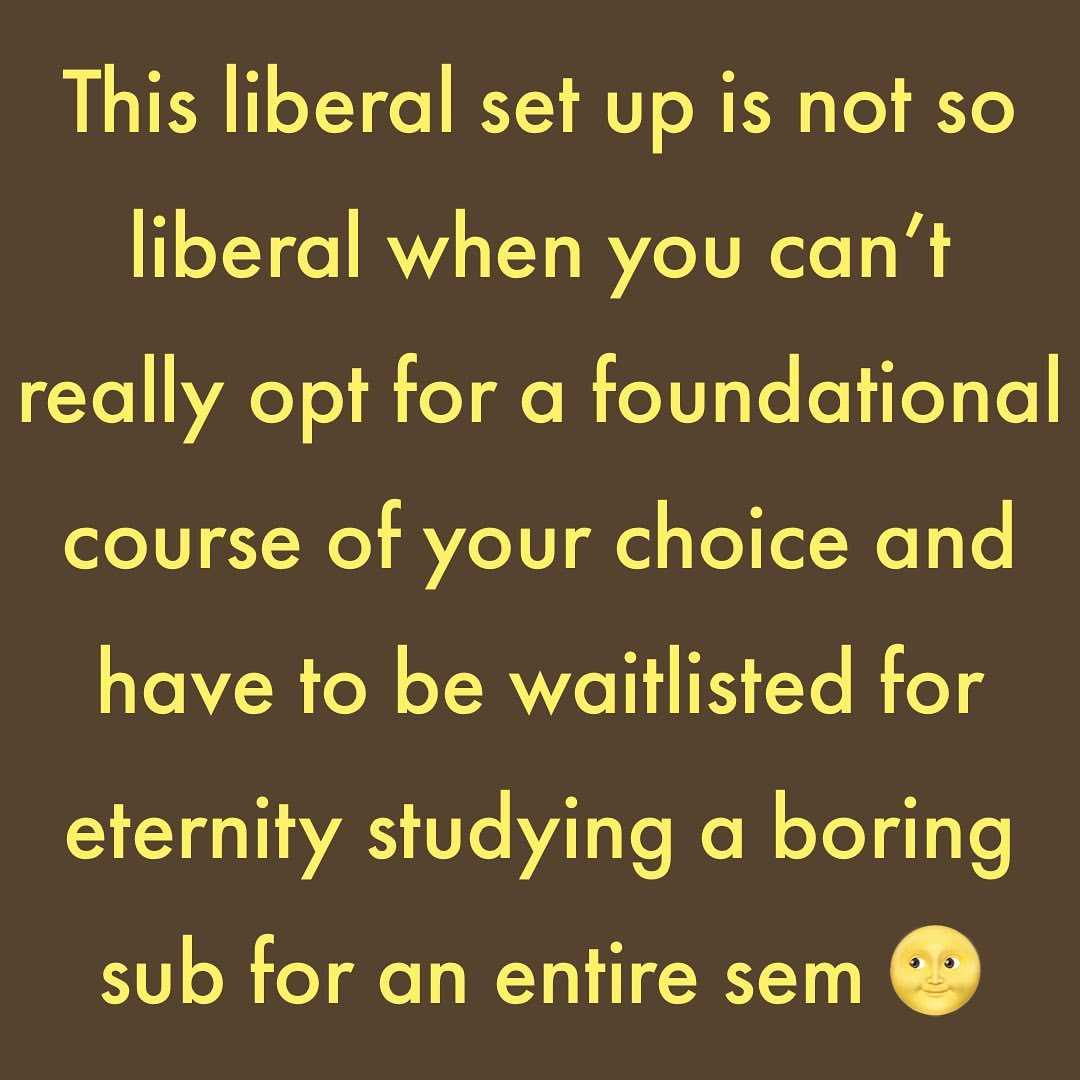 This liberal set up is not so
liberal when you can’t
really opt for a foundational
course of your choice and
have to be waitlisted for
eternity studying a boring
sub for an entire sem 🌝